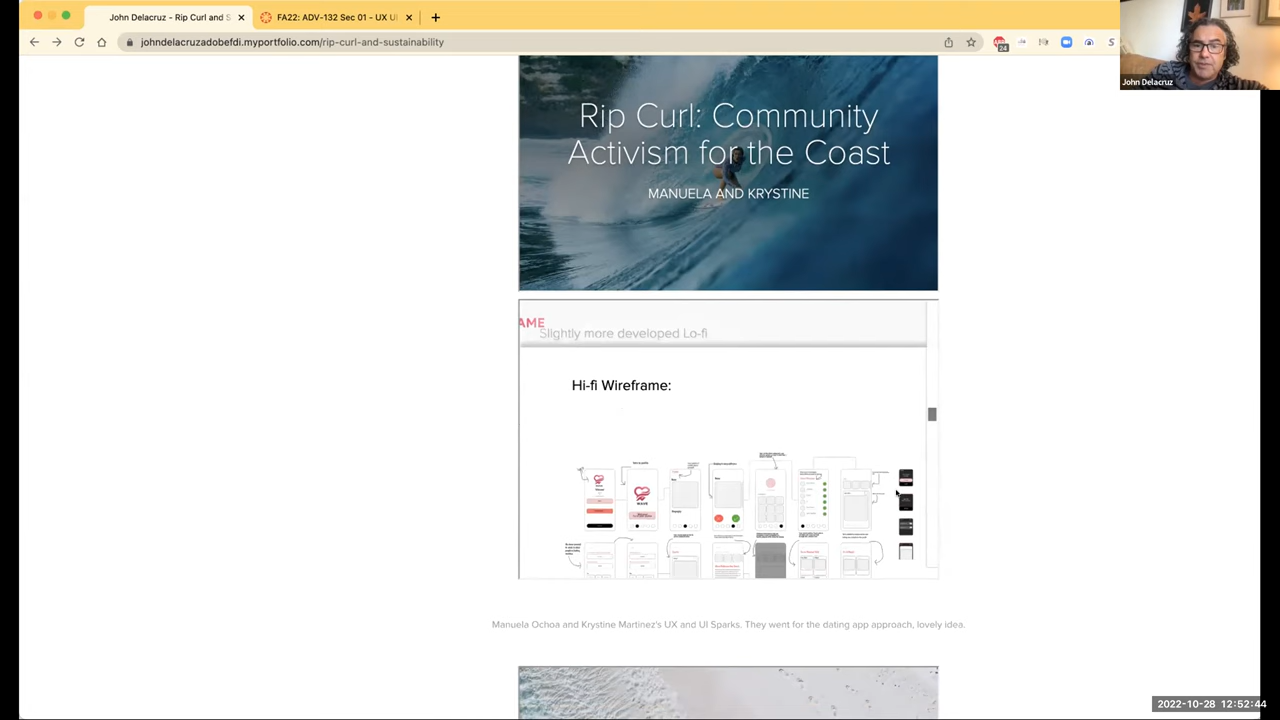 John Delacruz - Rip Curl and S
FA22: ADV-132 Sec 01 - UX UI
johndelacruzadobefdi.myportfolio.com/rip-curl-and-sustainability
24
John Delacruz
Rip Curl: Community
Activism for the Coast
MANUELA AND KRYSTINE
AME
Slightly more developed Lo-fi
Hi-fi Wireframe:
Manuela Ochoa and Krystine Martinez's UX and UI Sparks. They went for the dating app approach, lovely idea.
2022-10-28 12:52:44